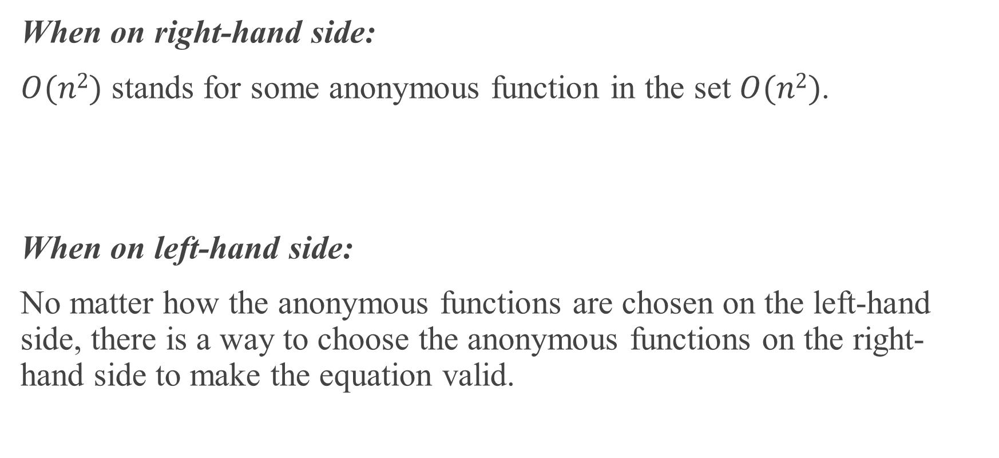 When on right-hand side:
O(n²) stands for some anonymous function in the set O(n²).
When on left-hand side:
No matter how the anonymous functions are chosen on the left-hand
side, there is a way to choose the anonymous functions on the right-
hand side to make the equation valid.